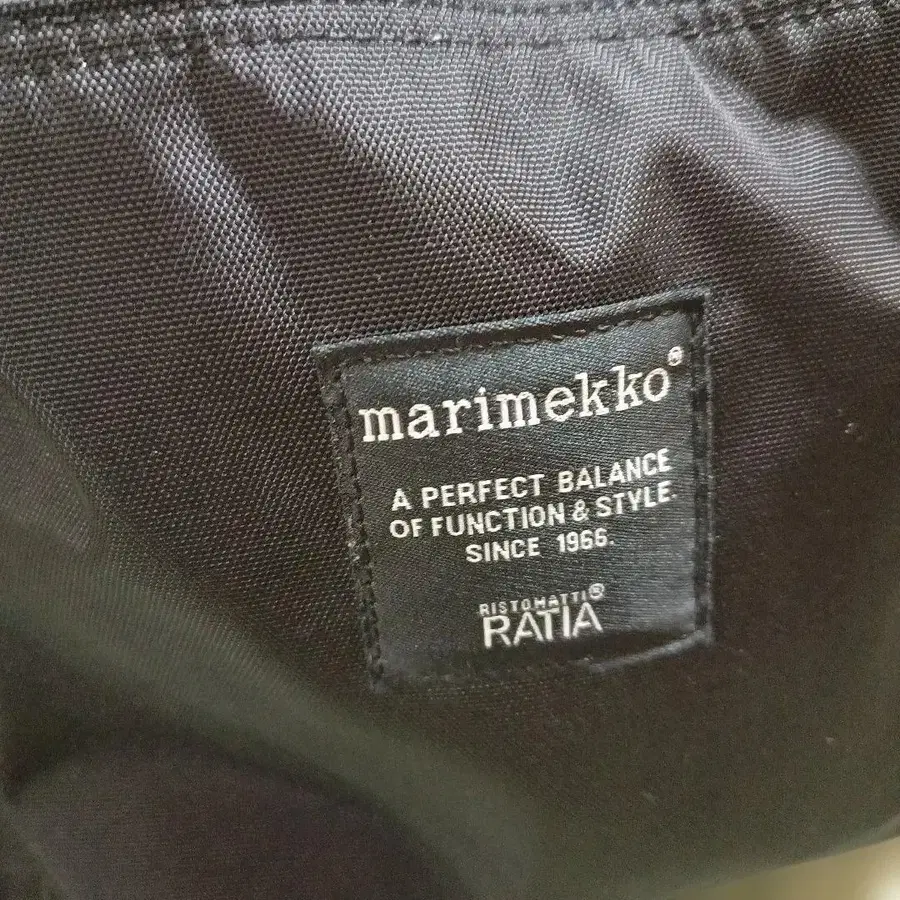 marimekko®
A PERFECT BALANCE
OF FUNCTION & STYLE.
SINCE 1966.
RISTOMATTI®
RATIA